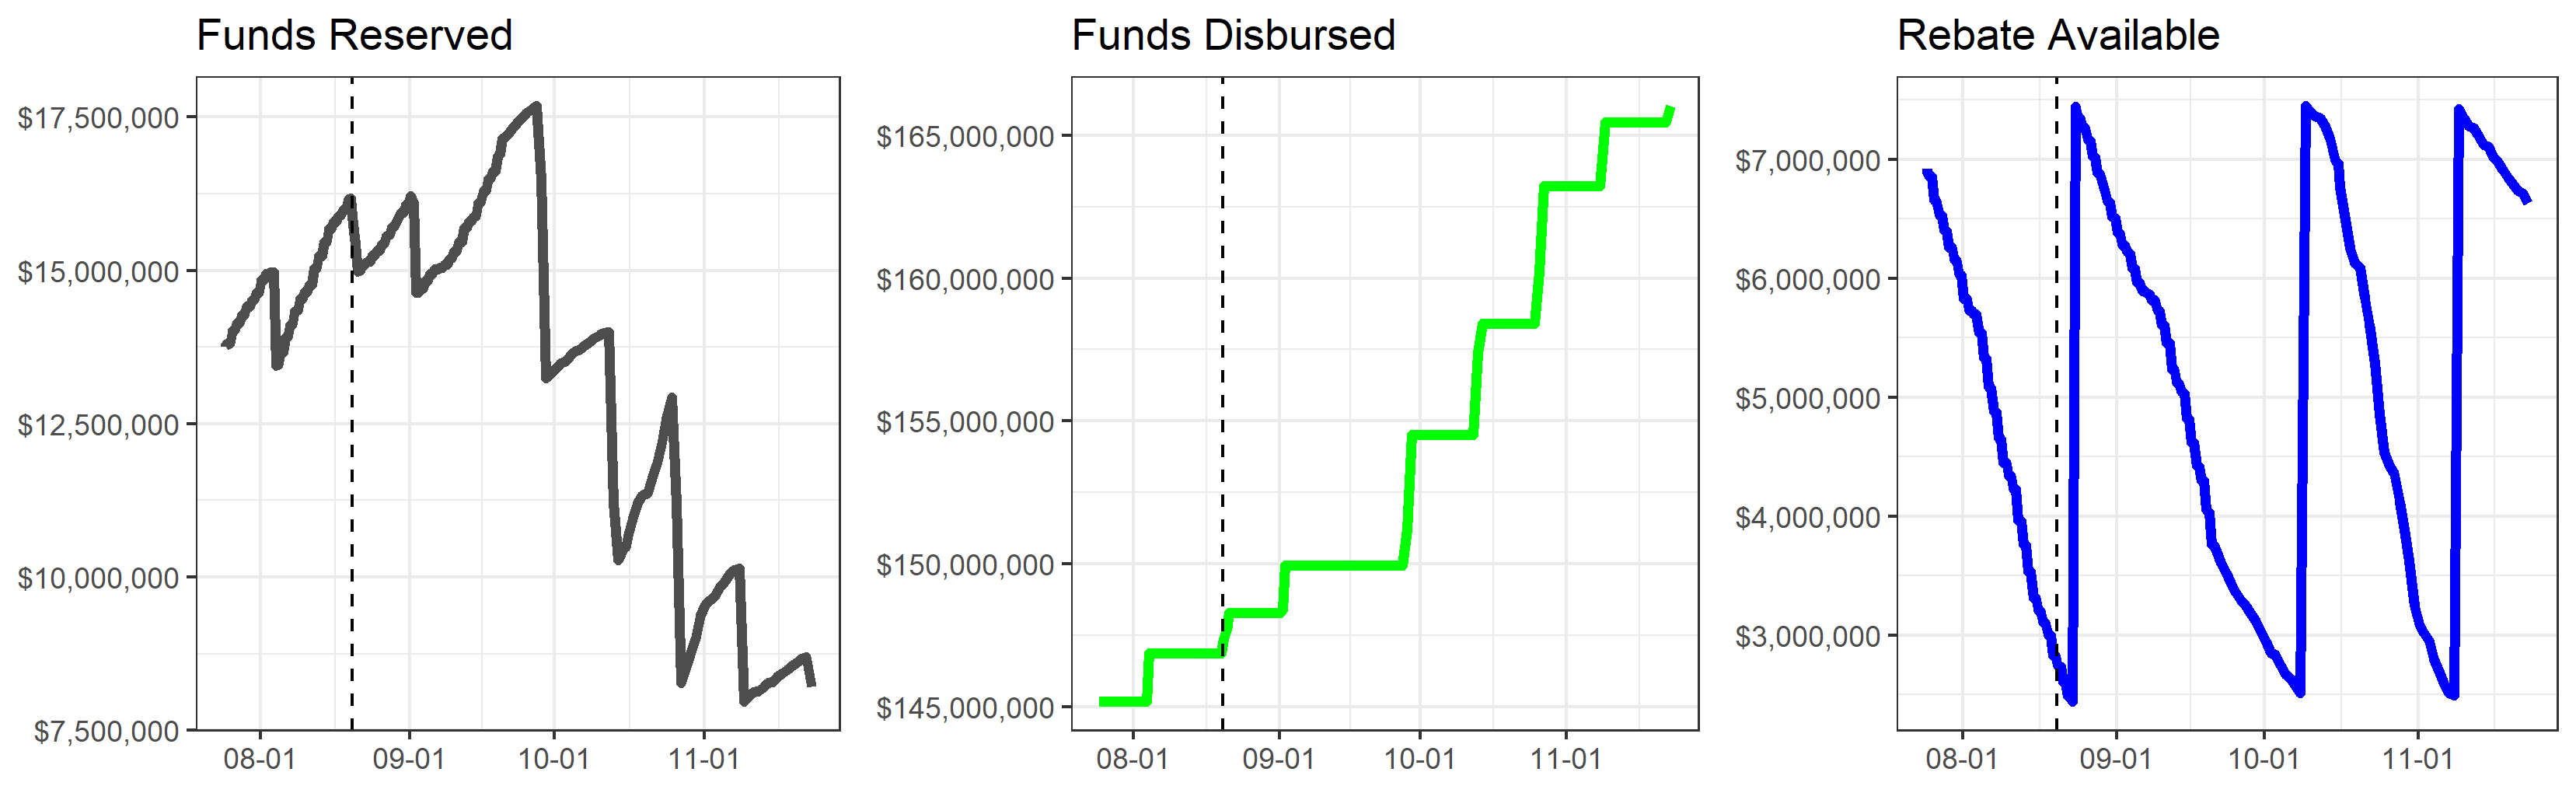 Funds Reserved
$17,500,000
$15,000,000
$12,500,000
$10,000,000
$7,500,000
08-01 09-01 10-01 11-01
Funds Disbursed
$165,000,000
$160,000,000
$155,000,000
$150,000,000
$145,000,000
08-01 09-01 10-01 11-01
Rebate Available
$7,000,000
$6,000,000
$5,000,000
$4,000,000
$3,000,000
08-01 09-01 10-01 11-01